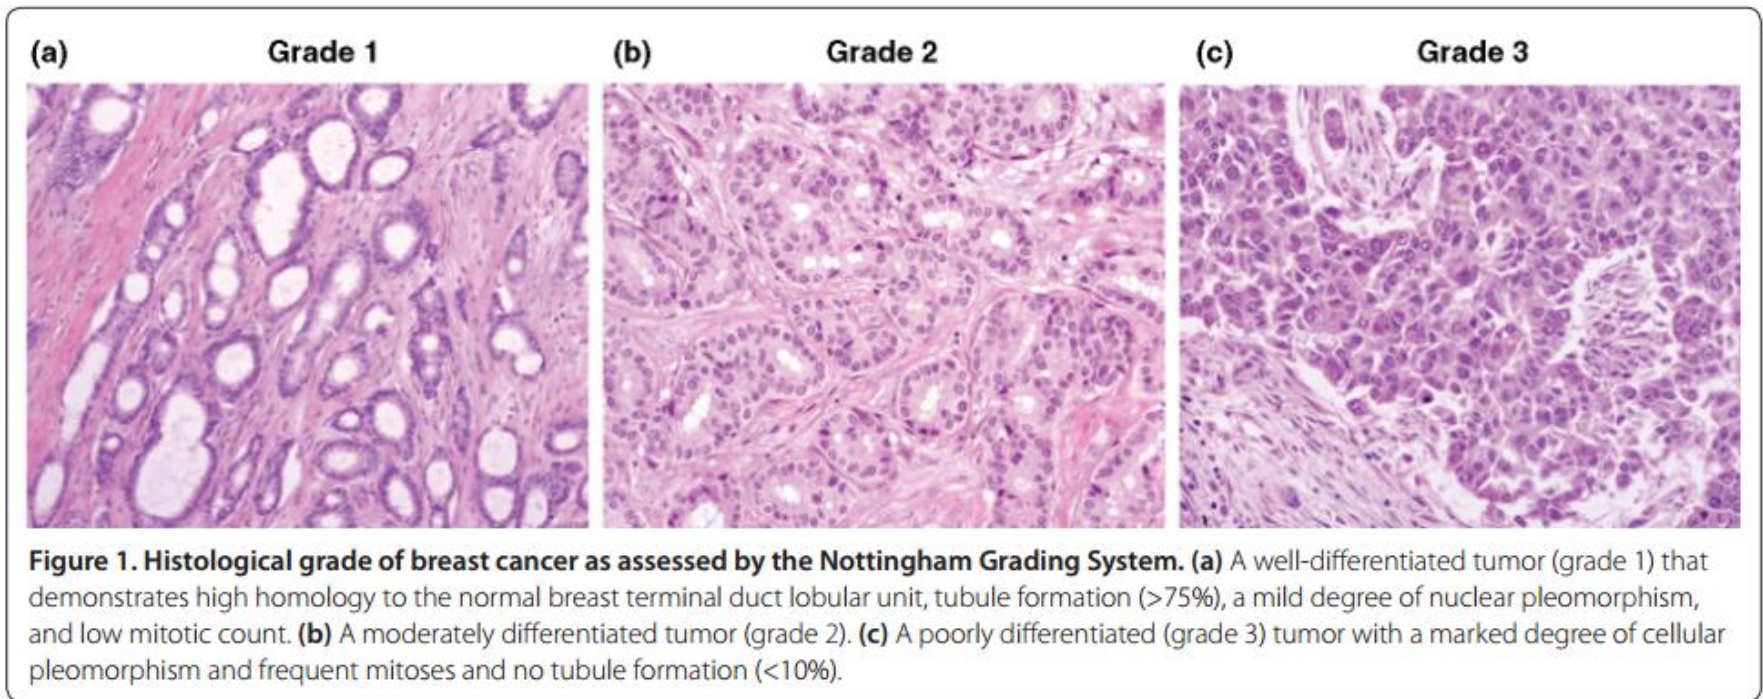 (a) Grade 1 (b) Grade 2 (c) Grade 3
Figure 1. Histological grade of breast cancer as assessed by the Nottingham Grading System. (a) A well-differentiated tumor (grade 1) that
demonstrates high homology to the normal breast terminal duct lobular unit, tubule formation (>75%), a mild degree of nuclear pleomorphism,
and low mitotic count. (b) A moderately differentiated tumor (grade 2). (c) A poorly differentiated (grade 3) tumor with a marked degree of cellular
pleomorphism and frequent mitoses and no tubule formation (<10%).